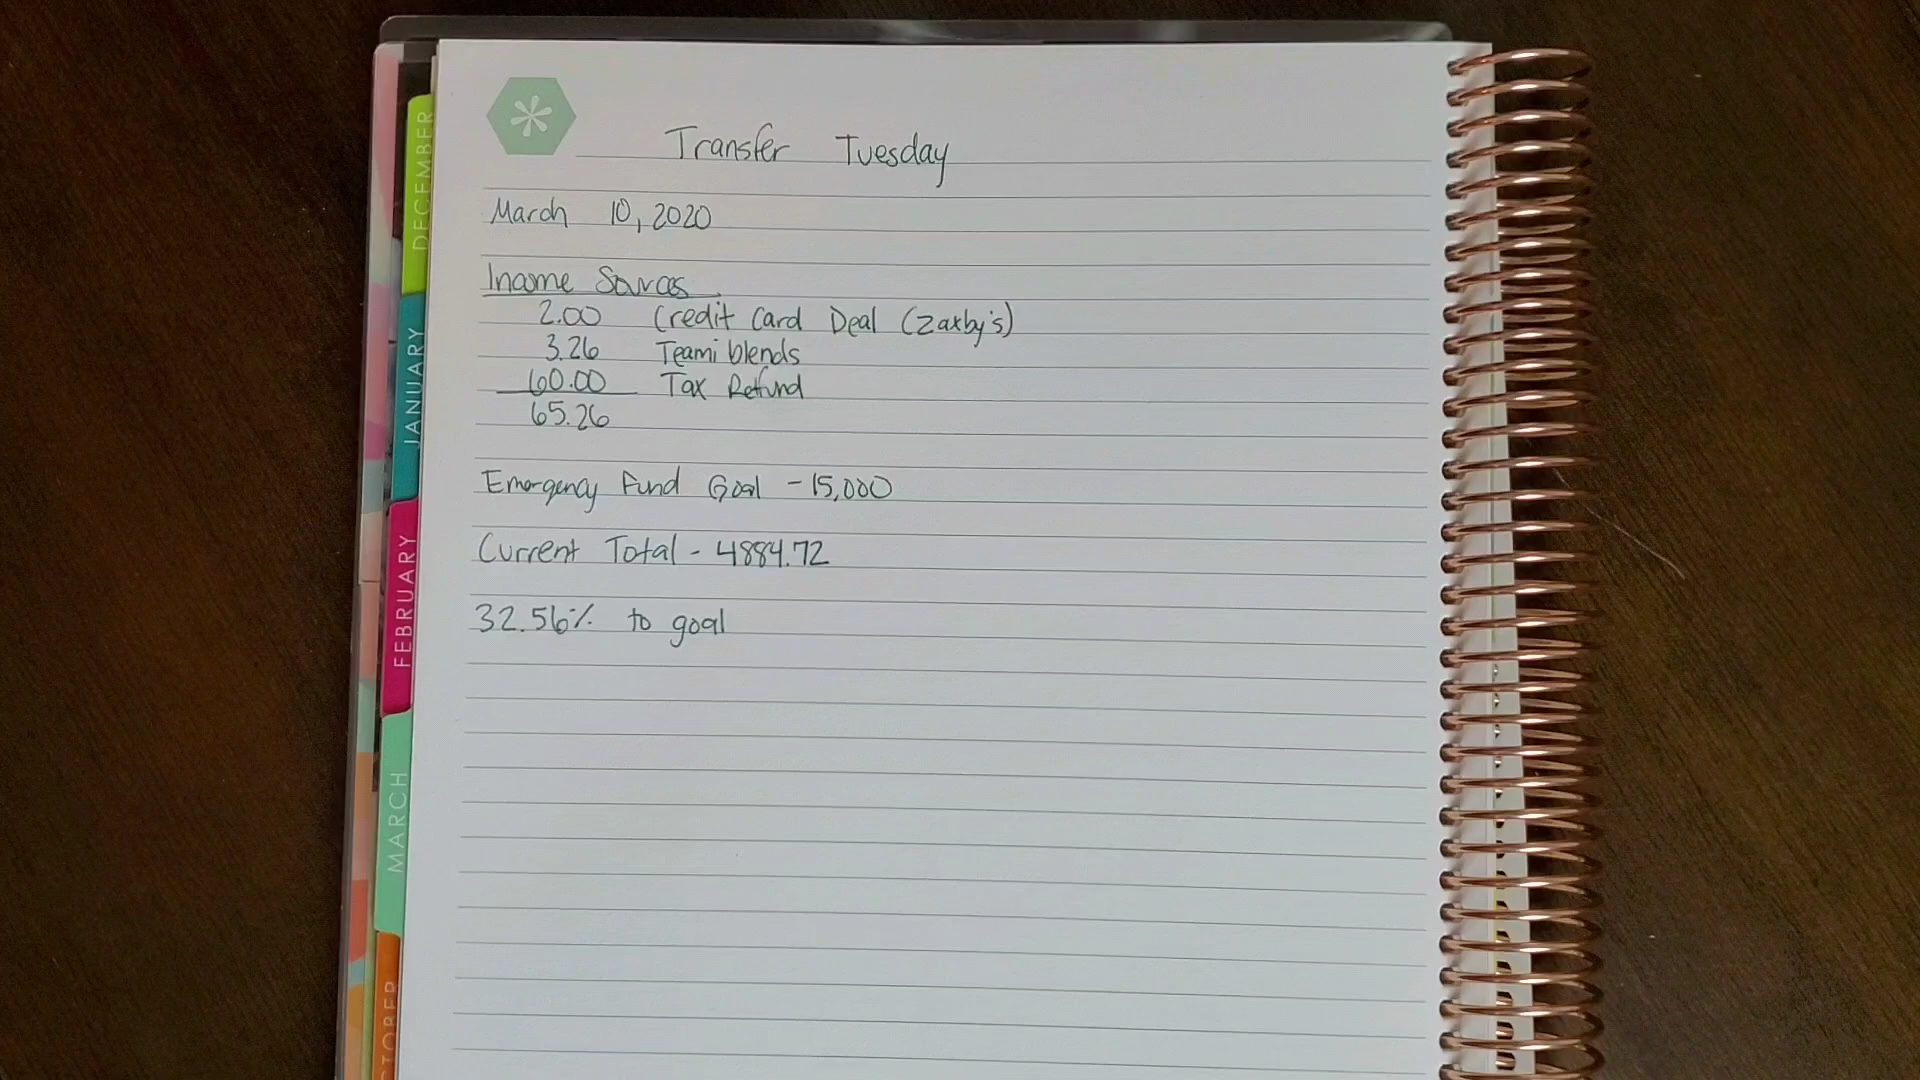 Transfer Tuesday
March 10, 2020
Income Sources
2.00 Credit Card Deal (Zaxby's)
3.26 Teami blends
60.00 Tax Refund
65.26
Emergency Fund Goal - 15,000
Current Total - 4884.72
32.56% to goal
DECEMBER
JANUARY
FEBRUARY
MARCH